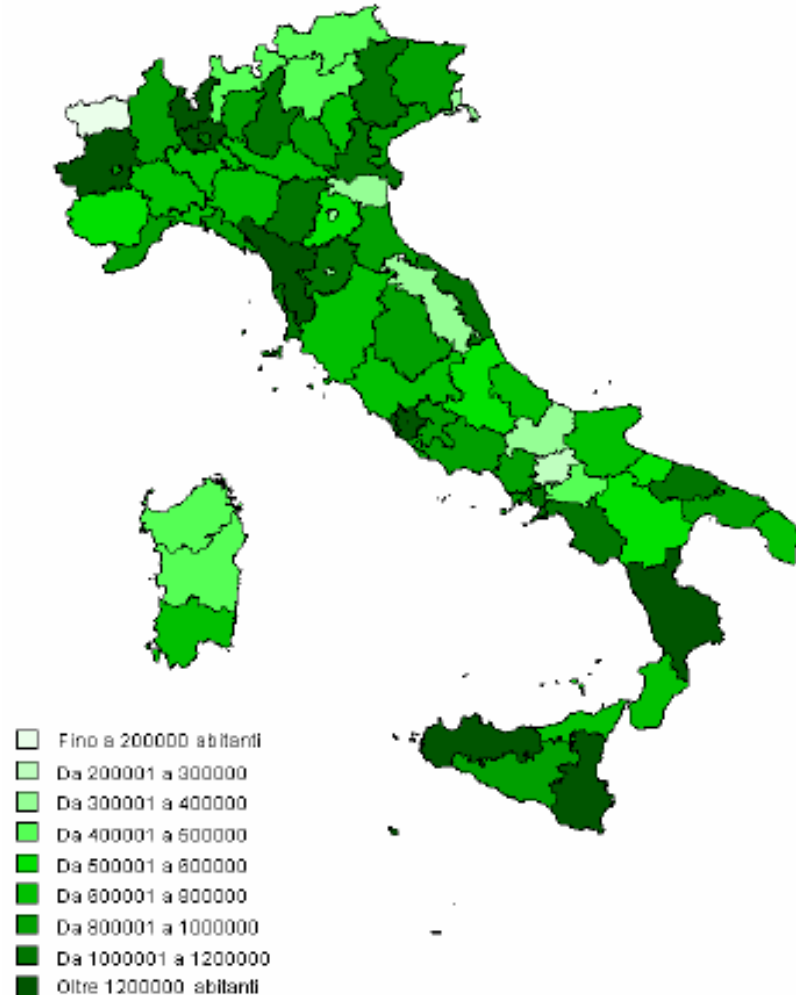 Fino a 200000 abitanti
Da 200001 a 300000
Da 300001 a 400000
Da 400001 a 500000
Da 500001 a 600000
Da 600001 a 800000
Da 800001 a 1000000
Da 1000001 a 1200000
Oltre 1200000 abitanti